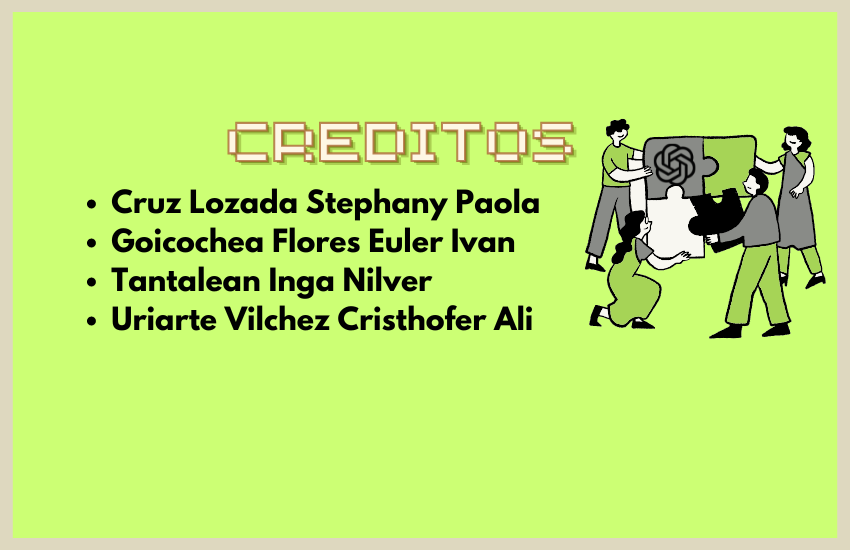 CREDITOS
Cruz Lozada Stephany Paola
Goicochea Flores Euler Ivan
Tantalean Inga Nilver
Uriarte Vilchez Cristhofer Ali